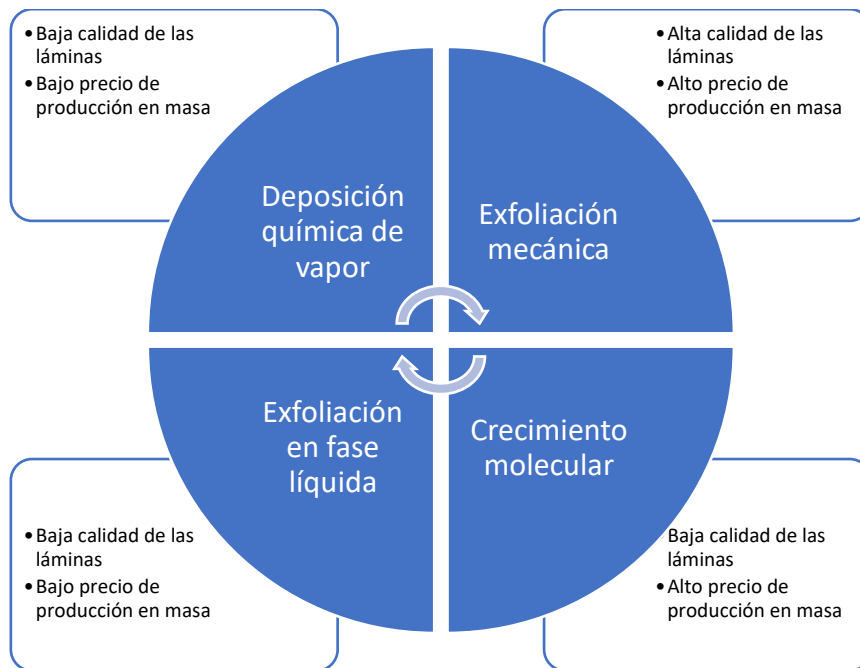 •Baja calidad de las
láminas
•Bajo precio de
producción en masa
•Alta calidad de las
láminas
•Alto precio de
producción en masa
Deposición
química de
vapor
Exfoliación
mecánica
Exfoliación
en fase
líquida
Crecimiento
molecular
•Baja calidad de las
láminas
•Bajo precio de
producción en masa
Baja calidad de las
láminas
•Alto precio de
producción en masa